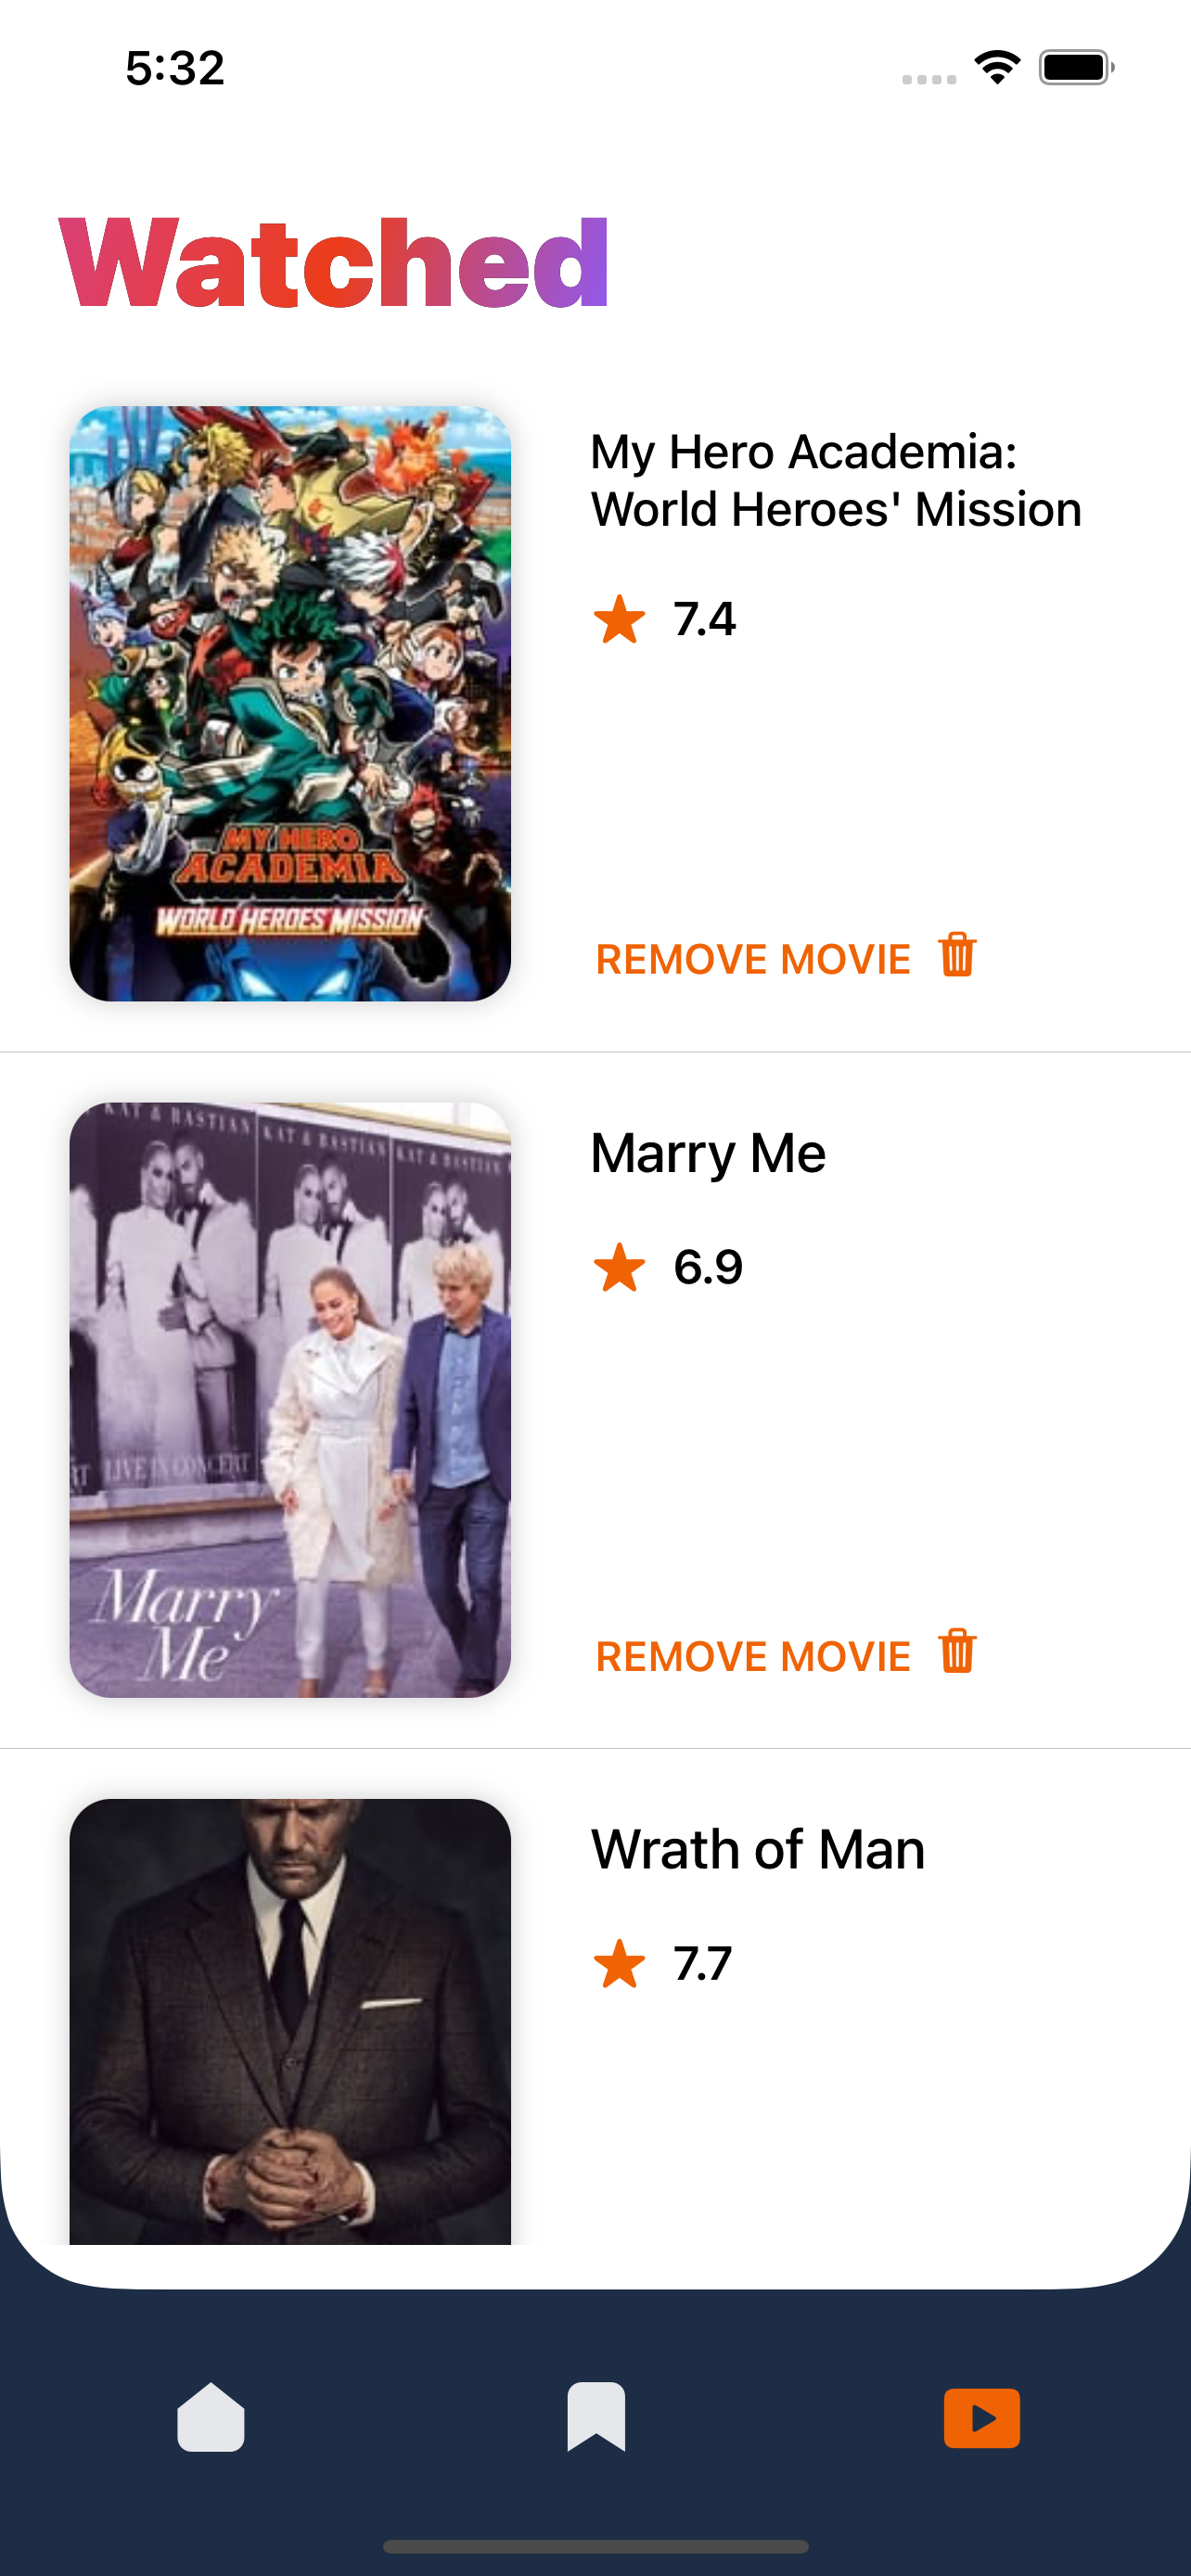 5:32
Watched
My Hero Academia:
World Heroes' Mission
7.4
MY HERO
ACADEMIA
WORLD HEROES' MISSION
REMOVE MOVIE
KAT & BASTIAN KAT & BASTIAN KAT & BASTIAN
LIVE IN CONCERT
Marry
Me
Marry Me
6.9
REMOVE MOVIE
Wrath of Man
7.7